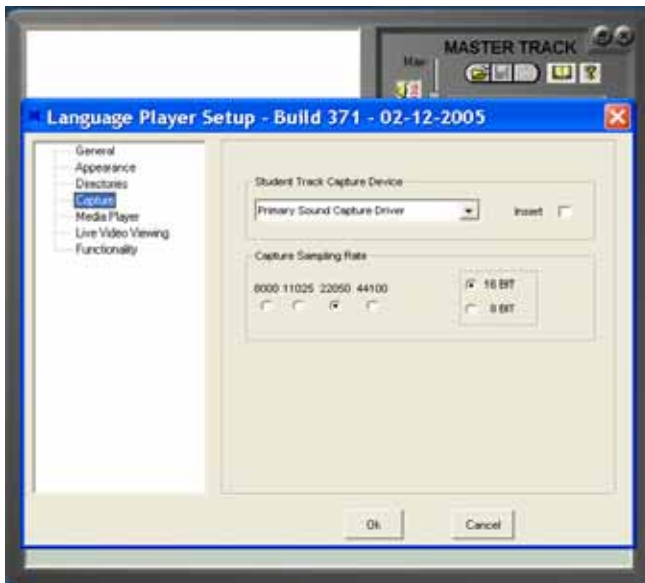 MASTER TRACK
Max
Language Player Setup - Build 371 - 02-12-2005
General
Appearance
Directories
Capture
Media Player
Live Video Viewing
Functionality
Student Track Capture Device
Primary Sound Capture Driver
Insert
Capture Sampling Rate
8000 11025 22050 44100
16 BIT
8 BIT
Ok
Cancel